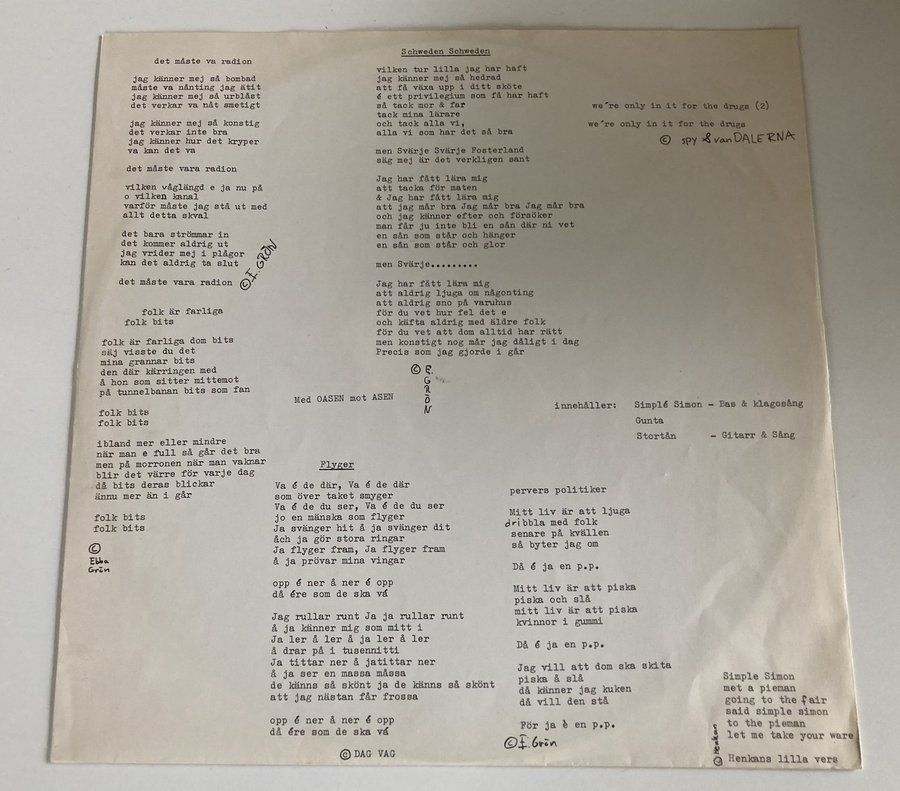 det måste va radion
jag känner mej så bombad
måste va nånting jag ätit
jag känner mej så urblåst
det verkar va nåt smetigt
jag känner mej så konstig
det verkar inte bra
jag känner hur det kryper
va kan det va
det måste vara radion
vilken våglängd e ja nu på
o vilken kanal
varför måste jag stå ut med
allt detta skval
det bara strömmar in
det kommer aldrig ut
jag vrider mej i plågor
kan det aldrig ta slut
det måste vara radion
© I. GRÖN
folk är farliga
folk bits
folk är farliga dom bits
säj visste du det
mina grannar bits
den där kärringen med
å hon som sitter mittemot
på tunnelbanan bits som fan
folk bits
folk bits
ibland mer eller mindre
när man e full så går det bra
men på morronen när man vaknar
blir det värre för varje dag
då bits deras blickar
ännu mer än i går
folk bits
folk bits
©
Ebba
Grön
Schweden Schweden
vilken tur lilla jag har haft
jag känner mej så hedrad
att få växa upp i ditt sköte
é ett privilegium som få har haft
så tack mor & far
tack mina lärare
och tack alla vi,
alla vi som har det så bra
men Svärje Svärje Fosterland
säg mej är det verkligen sant
Jag har fått lära mig
att tacka för maten
& Jag har fått lära mig
att jag mår bra Jag mår bra Jag mår bra
och jag känner efter och försöker
man får ju inte bli en sån där ni vet
en sån som står och hänger
en sån som står och glor
men Svärje.........
Jag har fått lära mig
att aldrig ljuga om någonting
att aldrig sno på varuhus
för du vet hur fel det e
och käfta aldrig med äldre folk
för du vet att dom alltid har rätt
men konstigt nog mår jag dåligt i dag
Precis som jag gjorde i går
© E.
G
R
Ö
N
we're only in it for the drugs (2)
we're only in it for the drugs
© SPY & van DALERNA
Med OASEN mot ASEN
innehåller: Simplé Simon - Bas & klagosång
Gunta
Stortån - Gitarr & Sång
Flyger
Va é de där, Va é de där
som över taket smyger
Va é de du ser, Va é de du ser
jo en mänska som flyger
Ja svänger hit å ja svänger dit
åch ja gör stora ringar
Ja flyger fram, Ja flyger fram
å ja prövar mina vingar
opp é ner å ner é opp
då ére som de ska vá
Jag rullar runt Ja ja rullar runt
å ja känner mig som mitt i
Ja ler å ler å ja ler å ler
å drar på i tusennitti
Ja tittar ner å jatittar ner
å ja ser en massa måssa
de känns så skönt ja de känns så skönt
att jag nästan får frossa
opp é ner å ner é opp
då ére som de ska vá
© DAG VAG
pervers politiker
Mitt liv är att ljuga
dribbla med folk
senare på kvällen
så byter jag om
Då é ja en p.p.
Mitt liv är att piska
piska och slå
mitt liv är att piska
kvinnor i gummi
Då é ja en p.p.
Jag vill att dom ska skita
piska å slå
då känner jag kuken
då vill den stå
För ja è en p.p.
© E. Grön
Simple Simon
met a pieman
going to the fair
said simple simon
to the pieman
let me take your ware
© Henkan
Henkans lilla vers